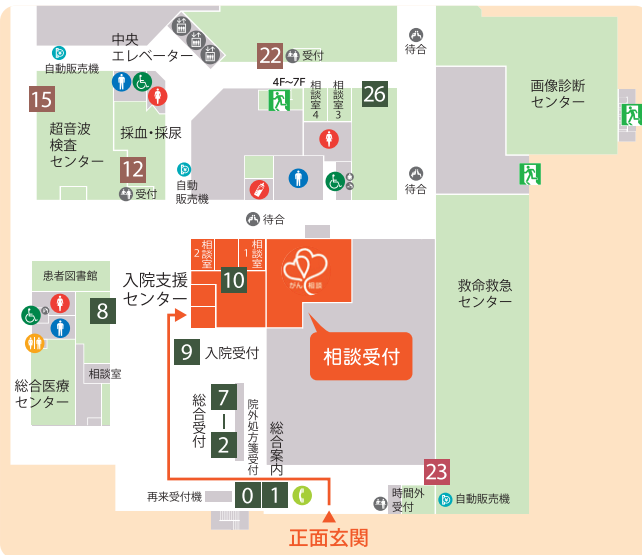 中央
エレベーター
自動販売機
22
受付
待合
15
4F〜7F
相談室4
相談室3
26
画像診断
センター
超音波
検査
センター
採血・採尿
12
受付
自動
販売機
待合
待合
患者図書館
入院支援
センター
相談室2
相談室1
10
がん相談
救命救急
センター
8
9
入院受付
相談受付
相談室
総合医療
センター
総合受付
7
2
院外処方箋受付
総合案内
23
再来受付機
0
1
時間外
受付
自動販売機
正面玄関